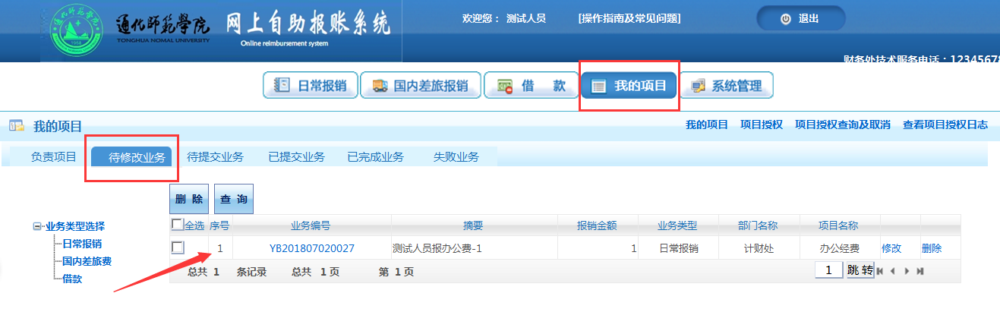 通化師範學院
TONGHUA NOMAL UNIVERSITY
网上自助报账系统
Online reimbursement system
欢迎您： 测试人员 [操作指南及常见问题] 退出
财务处技术服务电话：12345678
日常报销 国内差旅报销 借 款 我的项目 系统管理
我的项目 我的项目 项目授权 项目授权查询及取消 查看项目授权日志
负责项目 待修改业务 待提交业务 已提交业务 已完成业务 失败业务
删 除 查 询
业务类型选择
日常报销
国内差旅费
借款
全选 序号 业务编号 摘要 报销金额 业务类型 部门名称 项目名称
1 YB201807020027 测试人员报办公费-1 1 日常报销 计财处 办公经费 修改 删除
总共 1 条记录 总共 1 页 第 1 页 1 跳 转